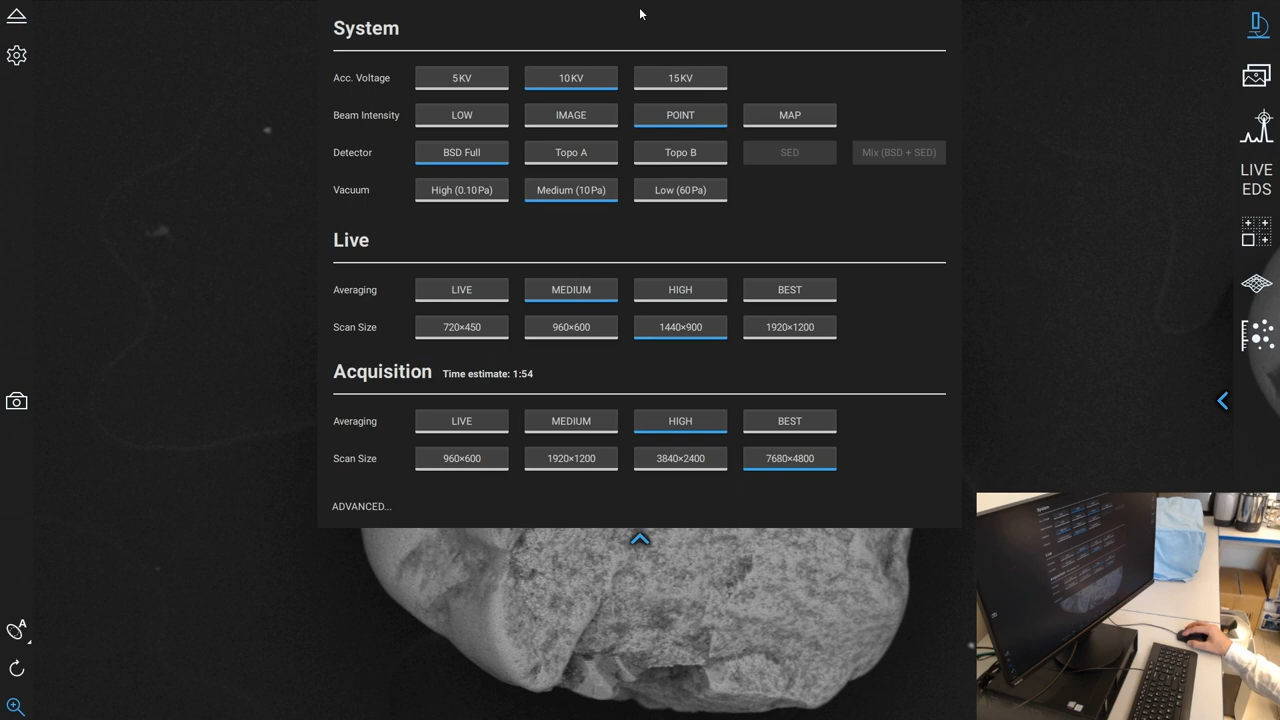 System
Acc. Voltage 5KV 10KV 15KV
Beam Intensity LOW IMAGE POINT MAP
Detector BSD Full Topo A Topo B SED Mix (BSD + SED)
Vacuum High (0.10Pa) Medium (10Pa) Low (60Pa)
LIVE
EDS
Live
Averaging LIVE MEDIUM HIGH BEST
Scan Size 720×450 960×600 1440×900 1920×1200
Acquisition Time estimate: 1:54
Averaging LIVE MEDIUM HIGH BEST
Scan Size 960×600 1920×1200 3840×2400 7680×4800
ADVANCED...
A